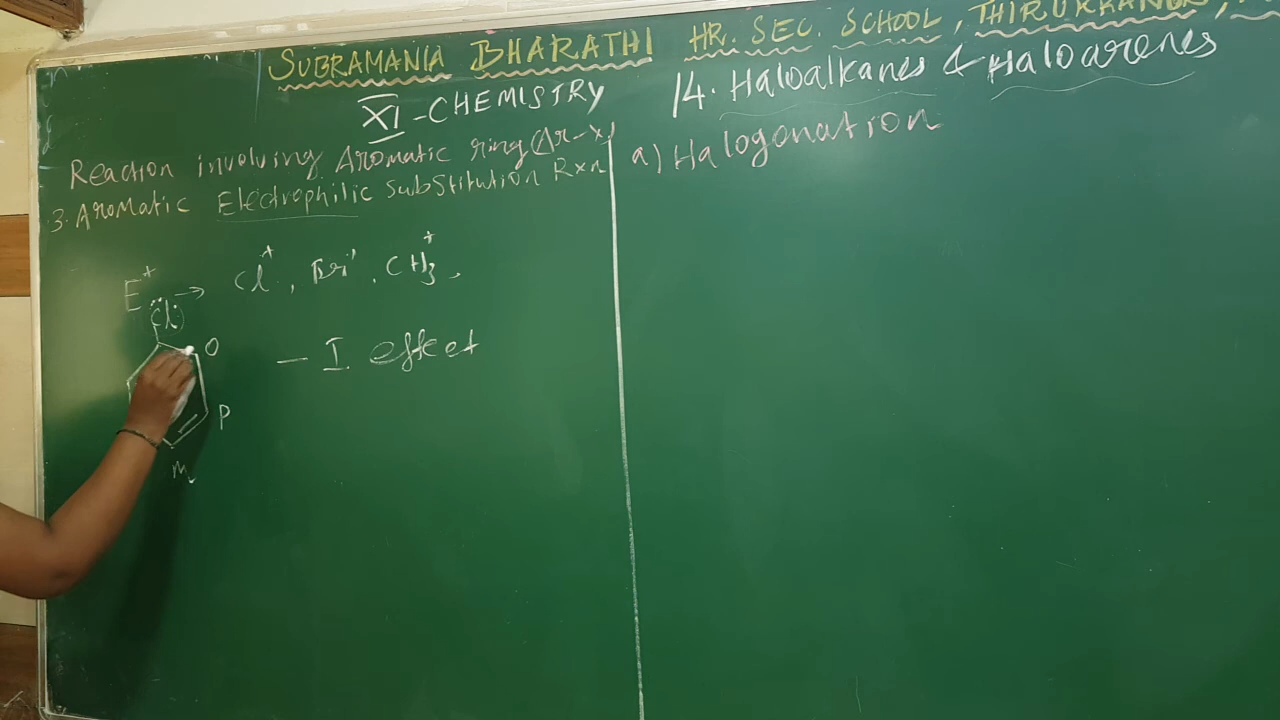 SUBRAMANIA BHARATHI HR. SEC. SCHOOL, THIRUKKANUR,
XI - CHEMISTRY
14. Haloalkanes & Haloarenes
Reaction involving Aromatic ring (Ar-X)
3. Aromatic Electrophilic substitution Rxn
E⁺ → Cl⁺, Br⁺, CH₃⁺,
Cl
O
P
M
- I effect
a) Halogonation